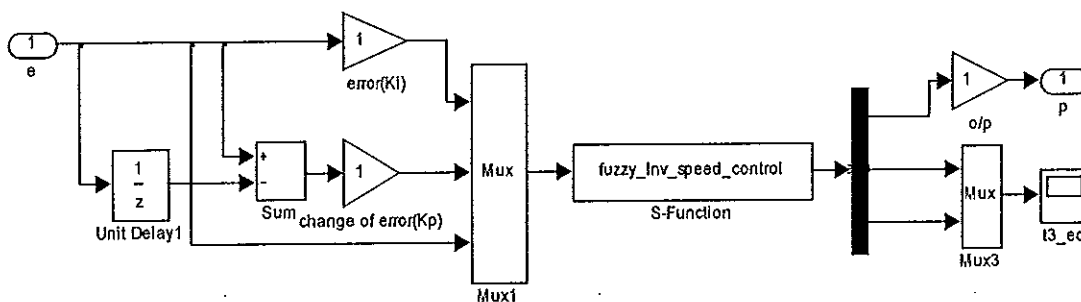 1
e
1
error(Ki)
1
z
Unit Delay1
+
−
Sum
1
change of error(Kp)
Mux
Mux1
fuzzy_Inv_speed_control
S-Function
1
o/p
1
p
Mux
Mux3
t3_ec